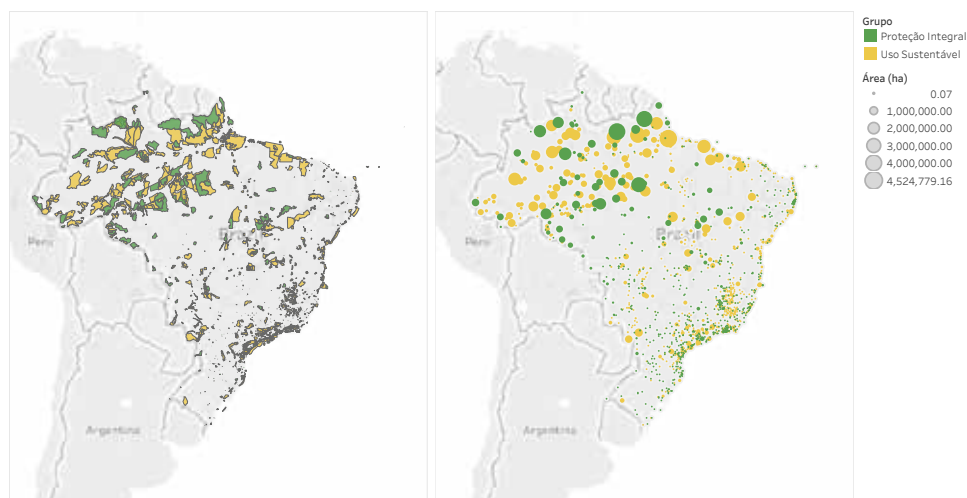 Grupo
Proteção Integral
Uso Sustentável
Área (ha)
0.07
1,000,000.00
2,000,000.00
3,000,000.00
4,000,000.00
4,524,779.16
Brasil
Peru
Argentina
Brasil
Peru
Argentina